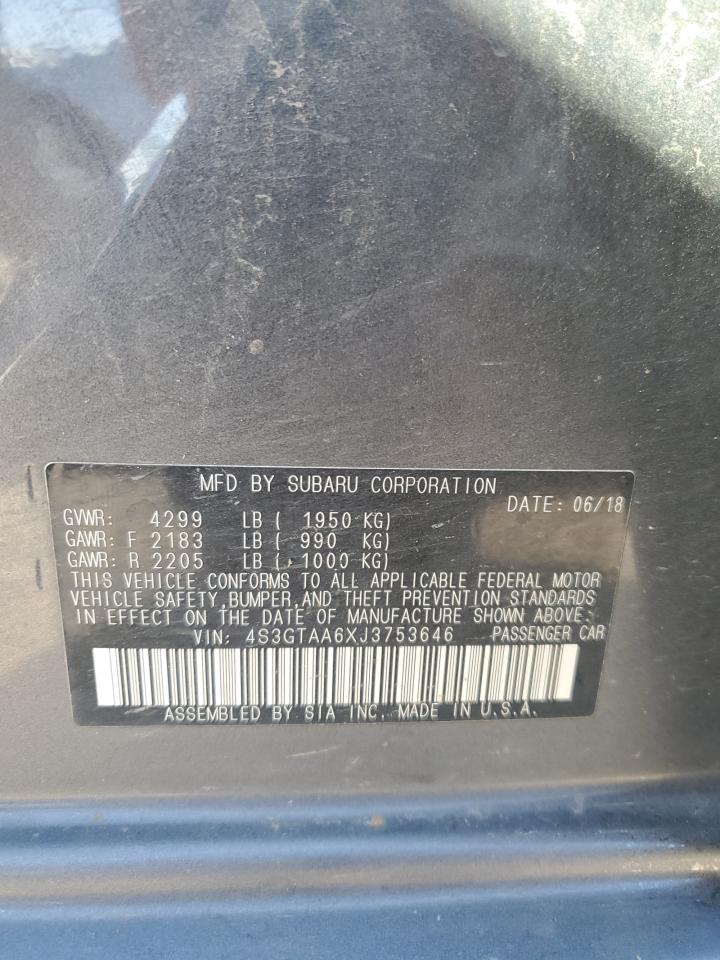 MFD BY SUBARU CORPORATION
DATE: 06/18
GVWR: 4299 LB ( 1950 KG)
GAWR: F 2183 LB ( 990 KG)
GAWR: R 2205 LB ( 1000 KG)
THIS VEHICLE CONFORMS TO ALL APPLICABLE FEDERAL MOTOR
VEHICLE SAFETY, BUMPER, AND THEFT PREVENTION STANDARDS
IN EFFECT ON THE DATE OF MANUFACTURE SHOWN ABOVE.
VIN: 4S3GTAA6XJ3753646 PASSENGER CAR
ASSEMBLED BY SIA INC. MADE IN U.S.A.